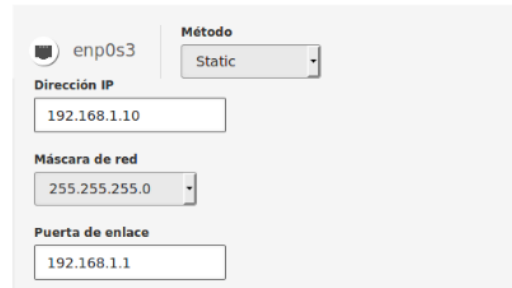 enp0s3
Método
Static
Dirección IP
192.168.1.10
Máscara de red
255.255.255.0
Puerta de enlace
192.168.1.1